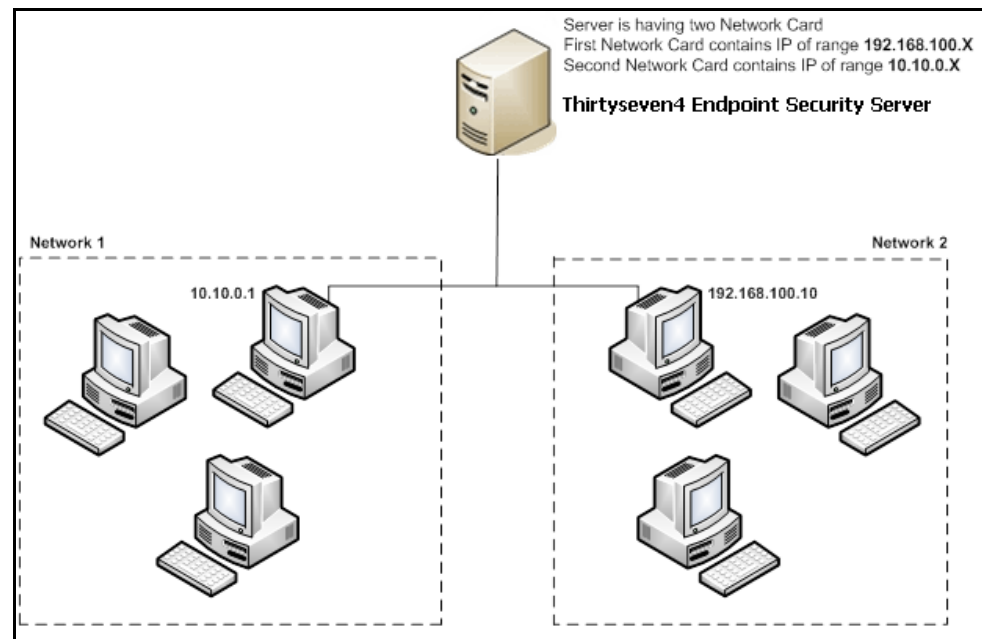 Server is having two Network Card
First Network Card contains IP of range 192.168.100.X
Second Network Card contains IP of range 10.10.0.X
Thirtyseven4 Endpoint Security Server
Network 1
Network 2
10.10.0.1
192.168.100.10